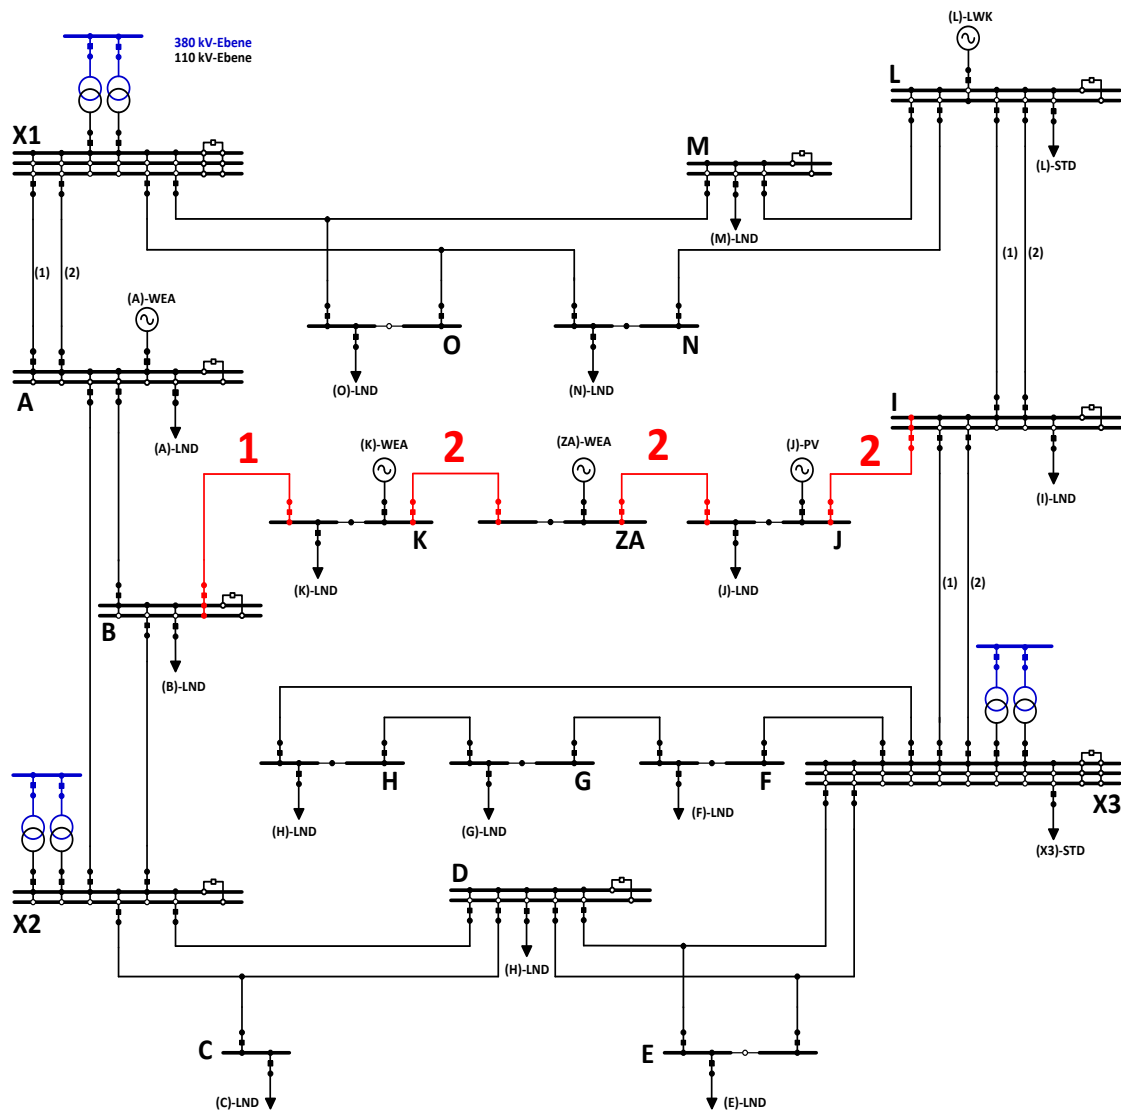 (L)-LWK
380 kV-Ebene
110 kV-Ebene
L
X1
M
(L)-STD
(M)-LND
(1)
(2)
(1)
(2)
(A)-WEA
O
N
(O)-LND
(N)-LND
A
I
(A)-LND
1
(K)-WEA
2
(ZA)-WEA
2
(J)-PV
2
(I)-LND
K
ZA
J
(K)-LND
(J)-LND
(1)
(2)
B
(B)-LND
H
G
F
X3
(H)-LND
(G)-LND
(F)-LND
(X3)-STD
D
X2
(H)-LND
C
E
(C)-LND
(E)-LND